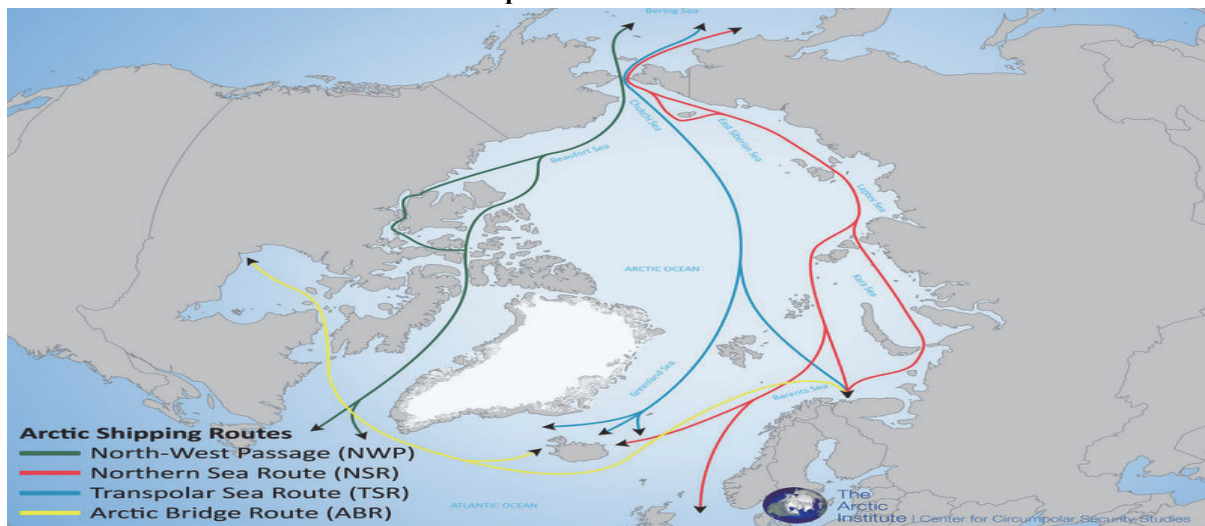 Bering Sea
Chukchi Sea
East Siberian Sea
Beaufort Sea
Laptev Sea
ARCTIC OCEAN
Kara Sea
Greenland Sea
Barents Sea
Arctic Shipping Routes
North-West Passage (NWP)
Northern Sea Route (NSR)
Transpolar Sea Route (TSR)
Arctic Bridge Route (ABR)
ATLANTIC OCEAN
The
Arctic
Institute | Center for Circumpolar Security Studies